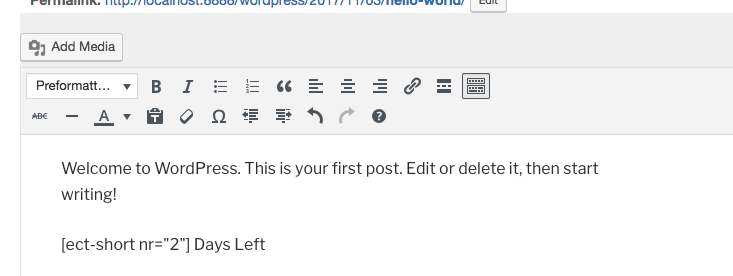 Permalink: http://localhost:8888/wordpress/2017/11/03/hello-world/ Edit
Add Media
Preformatt... B I
ABC A Ω ?
Welcome to WordPress. This is your first post. Edit or delete it, then start
writing!
[ect-short nr="2"] Days Left